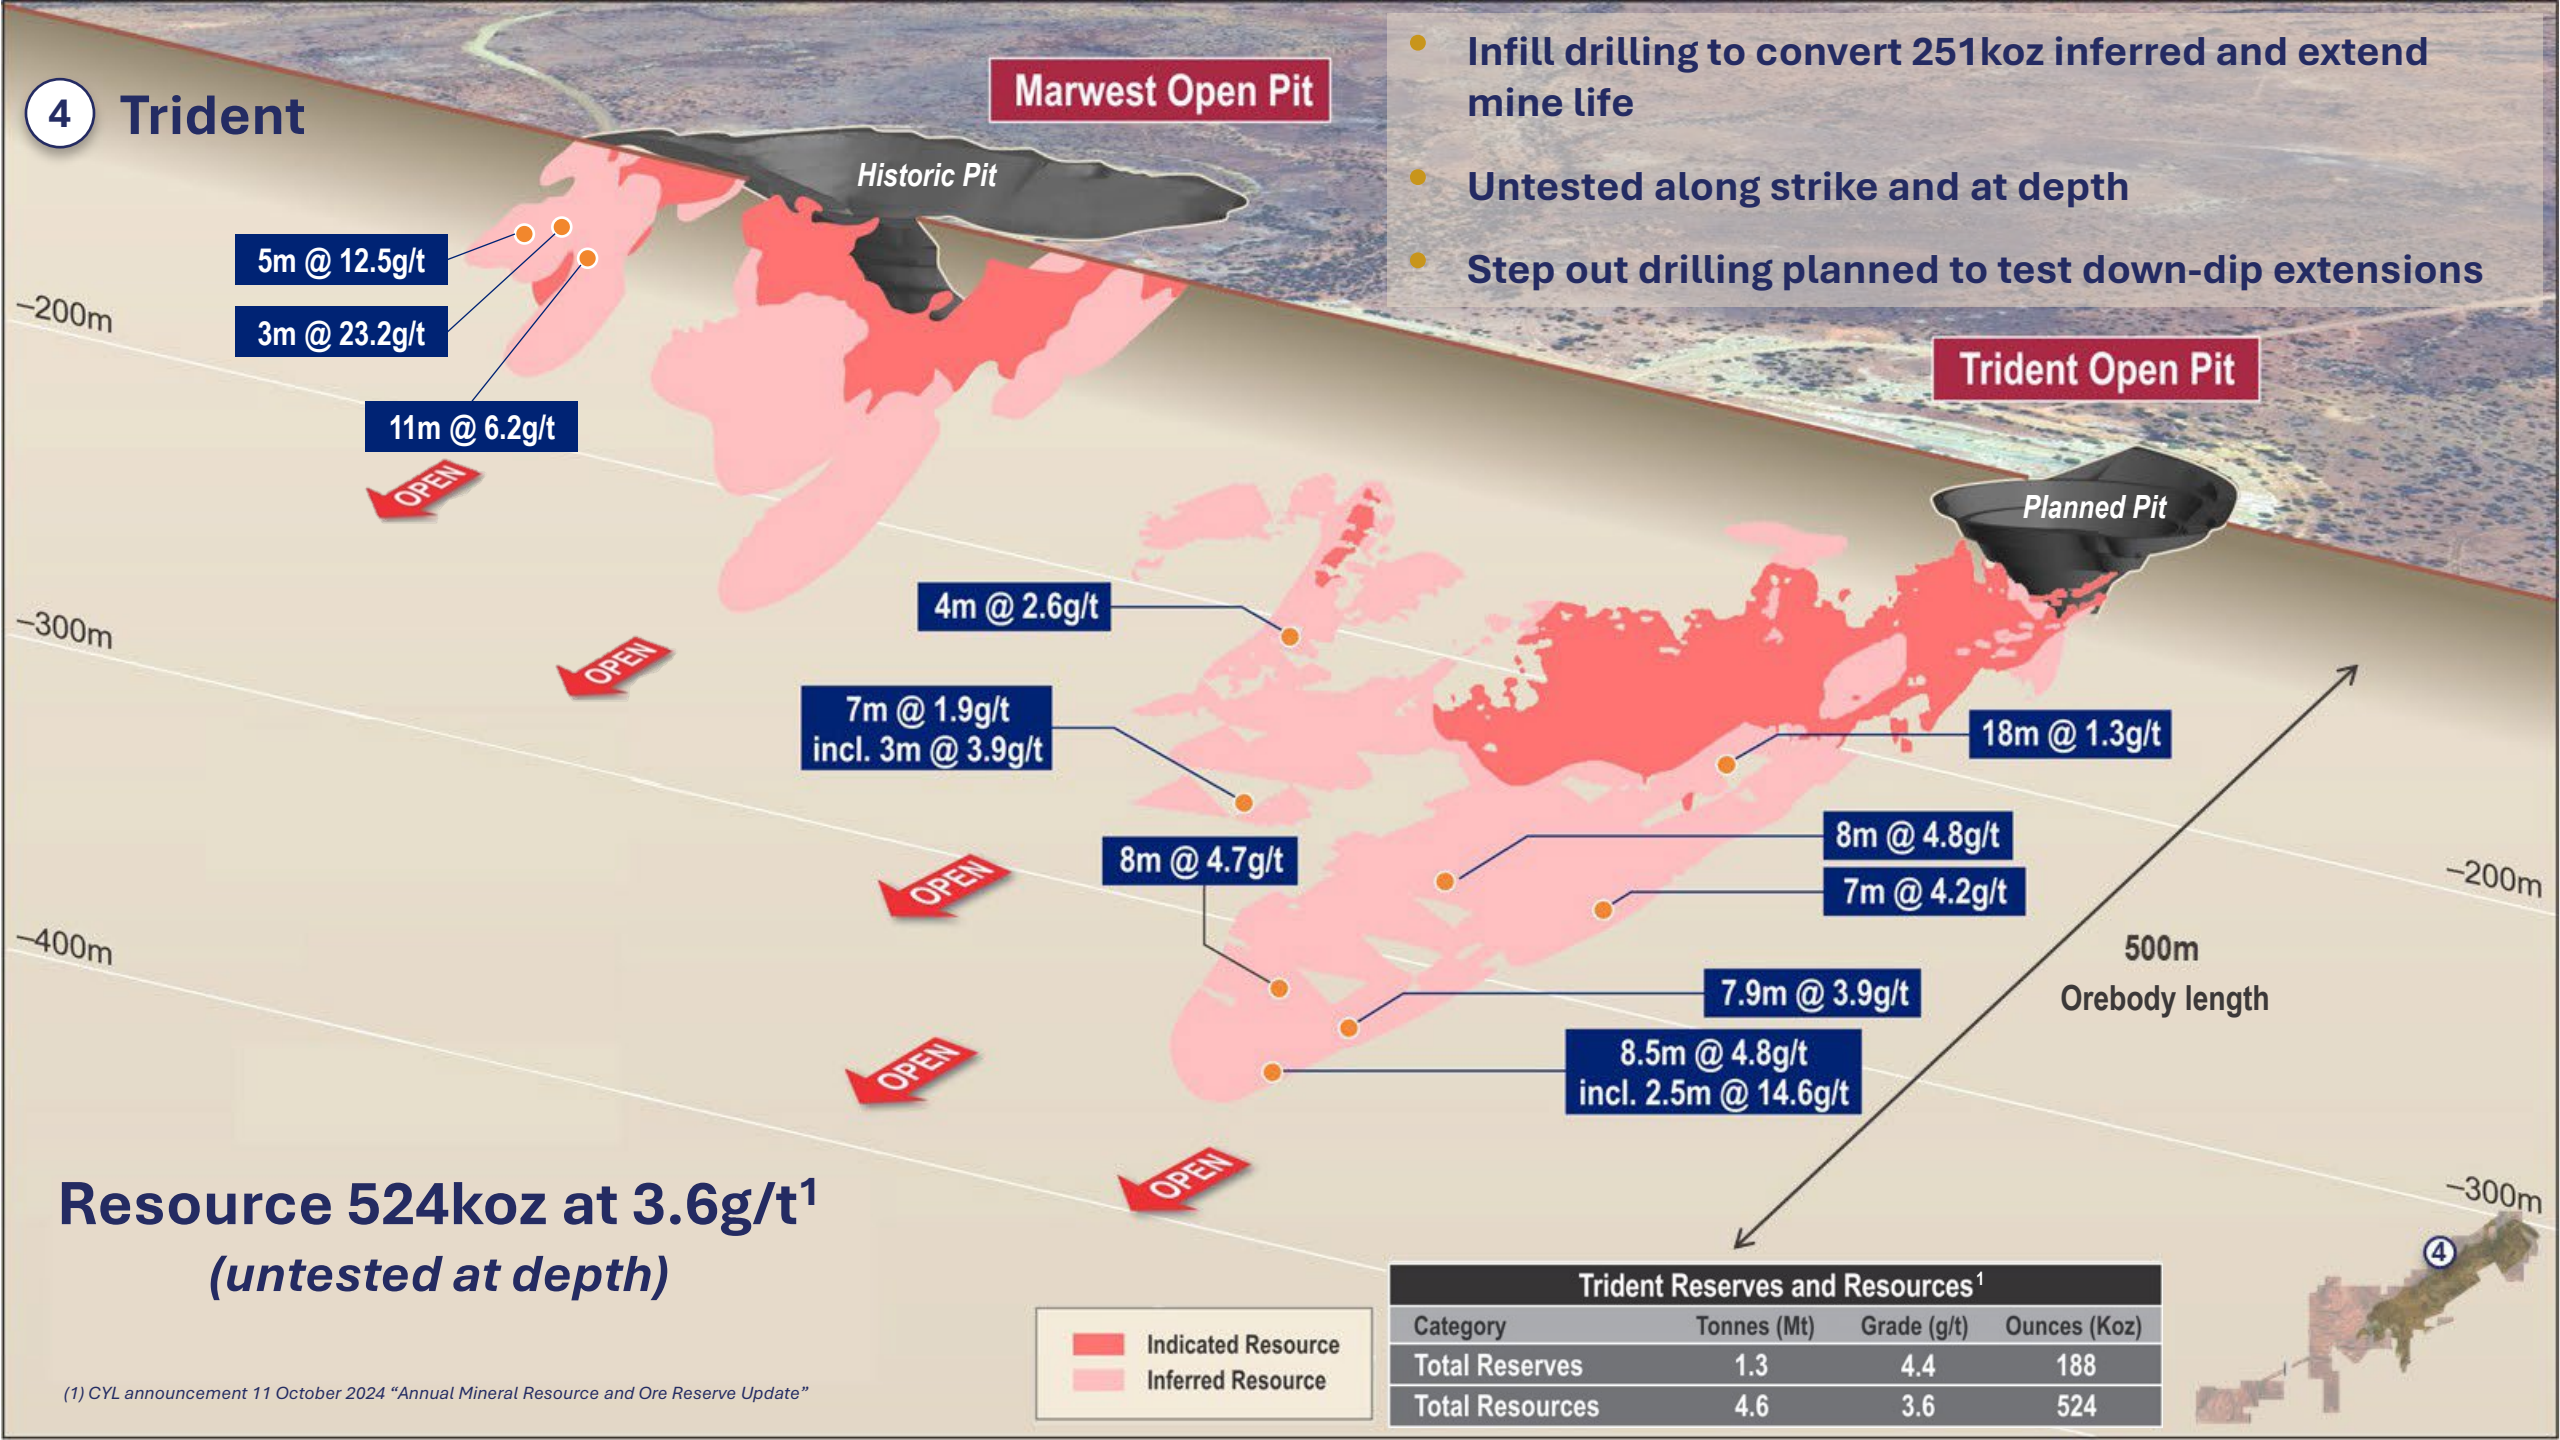 4
Trident
Marwest Open Pit
Historic Pit
• Infill drilling to convert 251koz inferred and extend
mine life
• Untested along strike and at depth
• Step out drilling planned to test down-dip extensions
Trident Open Pit
Planned Pit
5m @ 12.5g/t
3m @ 23.2g/t
11m @ 6.2g/t
–200m
–300m
–400m
OPEN
OPEN
OPEN
OPEN
OPEN
4m @ 2.6g/t
7m @ 1.9g/t
incl. 3m @ 3.9g/t
8m @ 4.7g/t
18m @ 1.3g/t
8m @ 4.8g/t
7m @ 4.2g/t
7.9m @ 3.9g/t
8.5m @ 4.8g/t
incl. 2.5m @ 14.6g/t
500m
Orebody length
–200m
–300m
4
Resource 524koz at 3.6g/t1
(untested at depth)
(1) CYL announcement 11 October 2024 “Annual Mineral Resource and Ore Reserve Update”
Indicated Resource
Inferred Resource
Trident Reserves and Resources1
Category Tonnes (Mt) Grade (g/t) Ounces (Koz)
Total Reserves 1.3 4.4 188
Total Resources 4.6 3.6 524